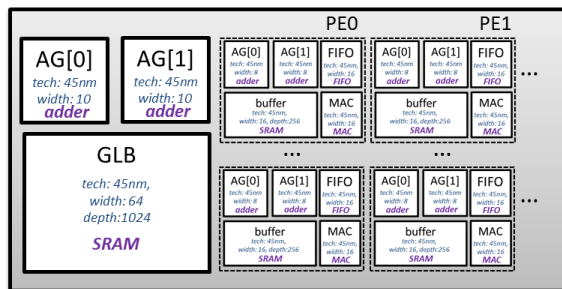 PE0
PE1
AG[0]
tech: 45nm
width: 10
adder
AG[1]
tech: 45nm
width: 10
adder
GLB
tech: 45nm,
width: 64
depth:1024
SRAM
AG[0]
tech: 45nm
width: 8
adder
AG[1]
tech: 45nm
width: 8
adder
FIFO
tech: 45nm,
width: 16
FIFO
buffer
tech: 45nm,
width: 16, depth:256
SRAM
MAC
tech: 45nm
width: 16
MAC
AG[0]
tech: 45nm
width: 8
adder
AG[1]
tech: 45nm
width: 8
adder
FIFO
tech: 45nm,
width: 16
FIFO
...
buffer
tech: 45nm,
width: 16, depth:256
SRAM
MAC
tech: 45nm
width: 16
MAC
...
...
AG[0]
tech: 45nm
width: 8
adder
AG[1]
tech: 45nm
width: 8
adder
FIFO
tech: 45nm,
width: 16
FIFO
buffer
tech: 45nm,
width: 16, depth:256
SRAM
MAC
tech: 45nm
width: 16
MAC
AG[0]
tech: 45nm
width: 8
adder
AG[1]
tech: 45nm
width: 8
adder
FIFO
tech: 45nm,
width: 16
FIFO
...
buffer
tech: 45nm,
width: 16, depth:256
SRAM
MAC
tech: 45nm
width: 16
MAC